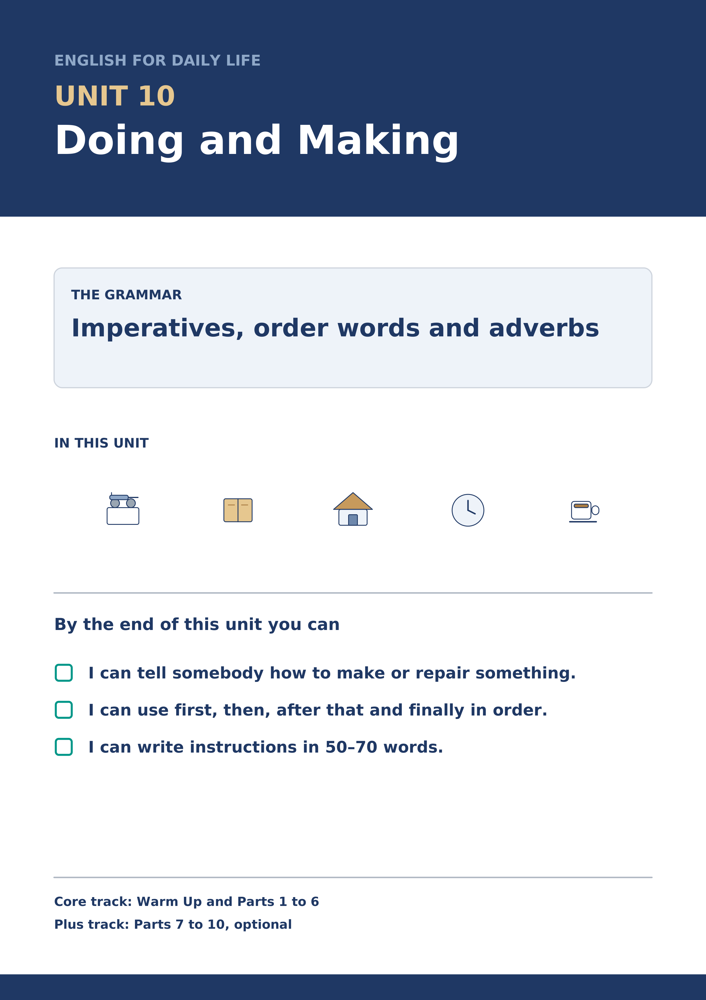 ENGLISH FOR DAILY LIFE
UNIT 10
Doing and Making
THE GRAMMAR
Imperatives, order words and adverbs
IN THIS UNIT
By the end of this unit you can
I can tell somebody how to make or repair something.
I can use first, then, after that and finally in order.
I can write instructions in 50–70 words.
Core track: Warm Up and Parts 1 to 6
Plus track: Parts 7 to 10, optional